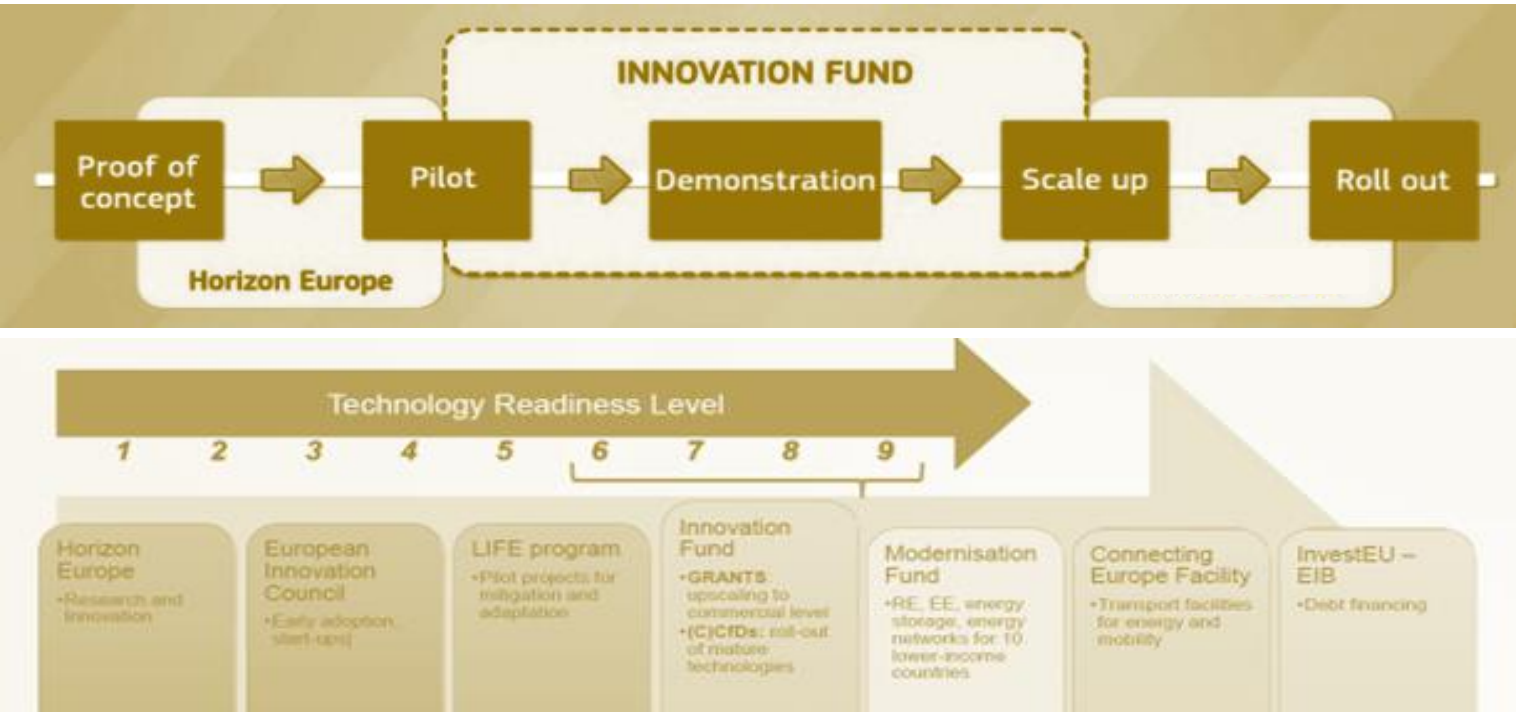 INNOVATION FUND
Proof of
concept
Pilot
Demonstration
Scale up
Roll out
Horizon Europe
Technology Readiness Level
1 2 3 4 5 6 7 8 9
Horizon
Europe
•Research and
Innovation
European
Innovation
Council
•Early adoption,
start-ups)
LIFE program
•Pilot projects for
mitigation and
adaptation
Innovation
Fund
•GRANTS:
upscaling to
commercial level
•(C)CfDs: roll-out
of mature
technologies
Modernisation
Fund
•RE, EE, energy
storage, energy
networks for 10
lower-income
countries
Connecting
Europe Facility
•Transport facilities
for energy and
mobility
InvestEU –
EIB
•Debt financing